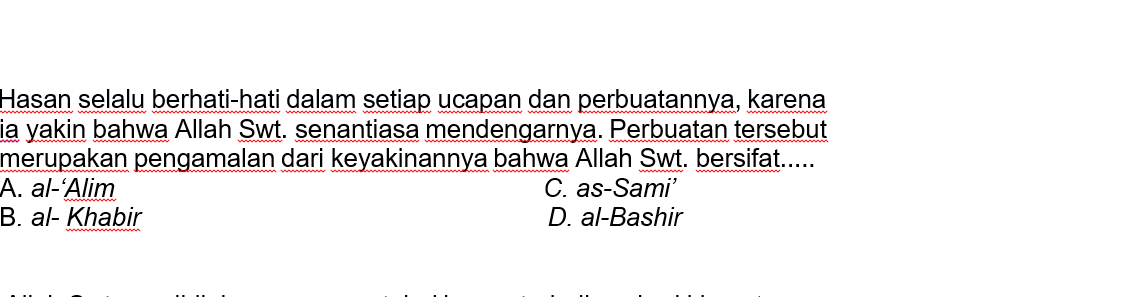 Hasan selalu berhati-hati dalam setiap ucapan dan perbuatannya, karena
ia yakin bahwa Allah Swt. senantiasa mendengarnya. Perbuatan tersebut
merupakan pengamalan dari keyakinannya bahwa Allah Swt. bersifat.....
A. al-‘Alim C. as-Sami’
B. al- Khabir D. al-Bashir